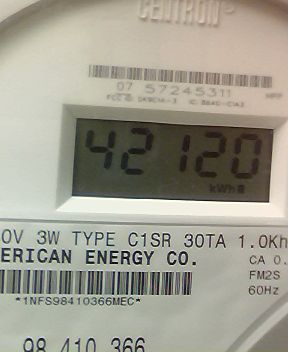 CENTRON
07 57245311
42120
kWh
0V 3W TYPE C1SR 30TA 1.0Kh
ERICAN ENERGY CO.
CA 0.
FM2S
60Hz
*1NFS98410366MEC*
98 410 366